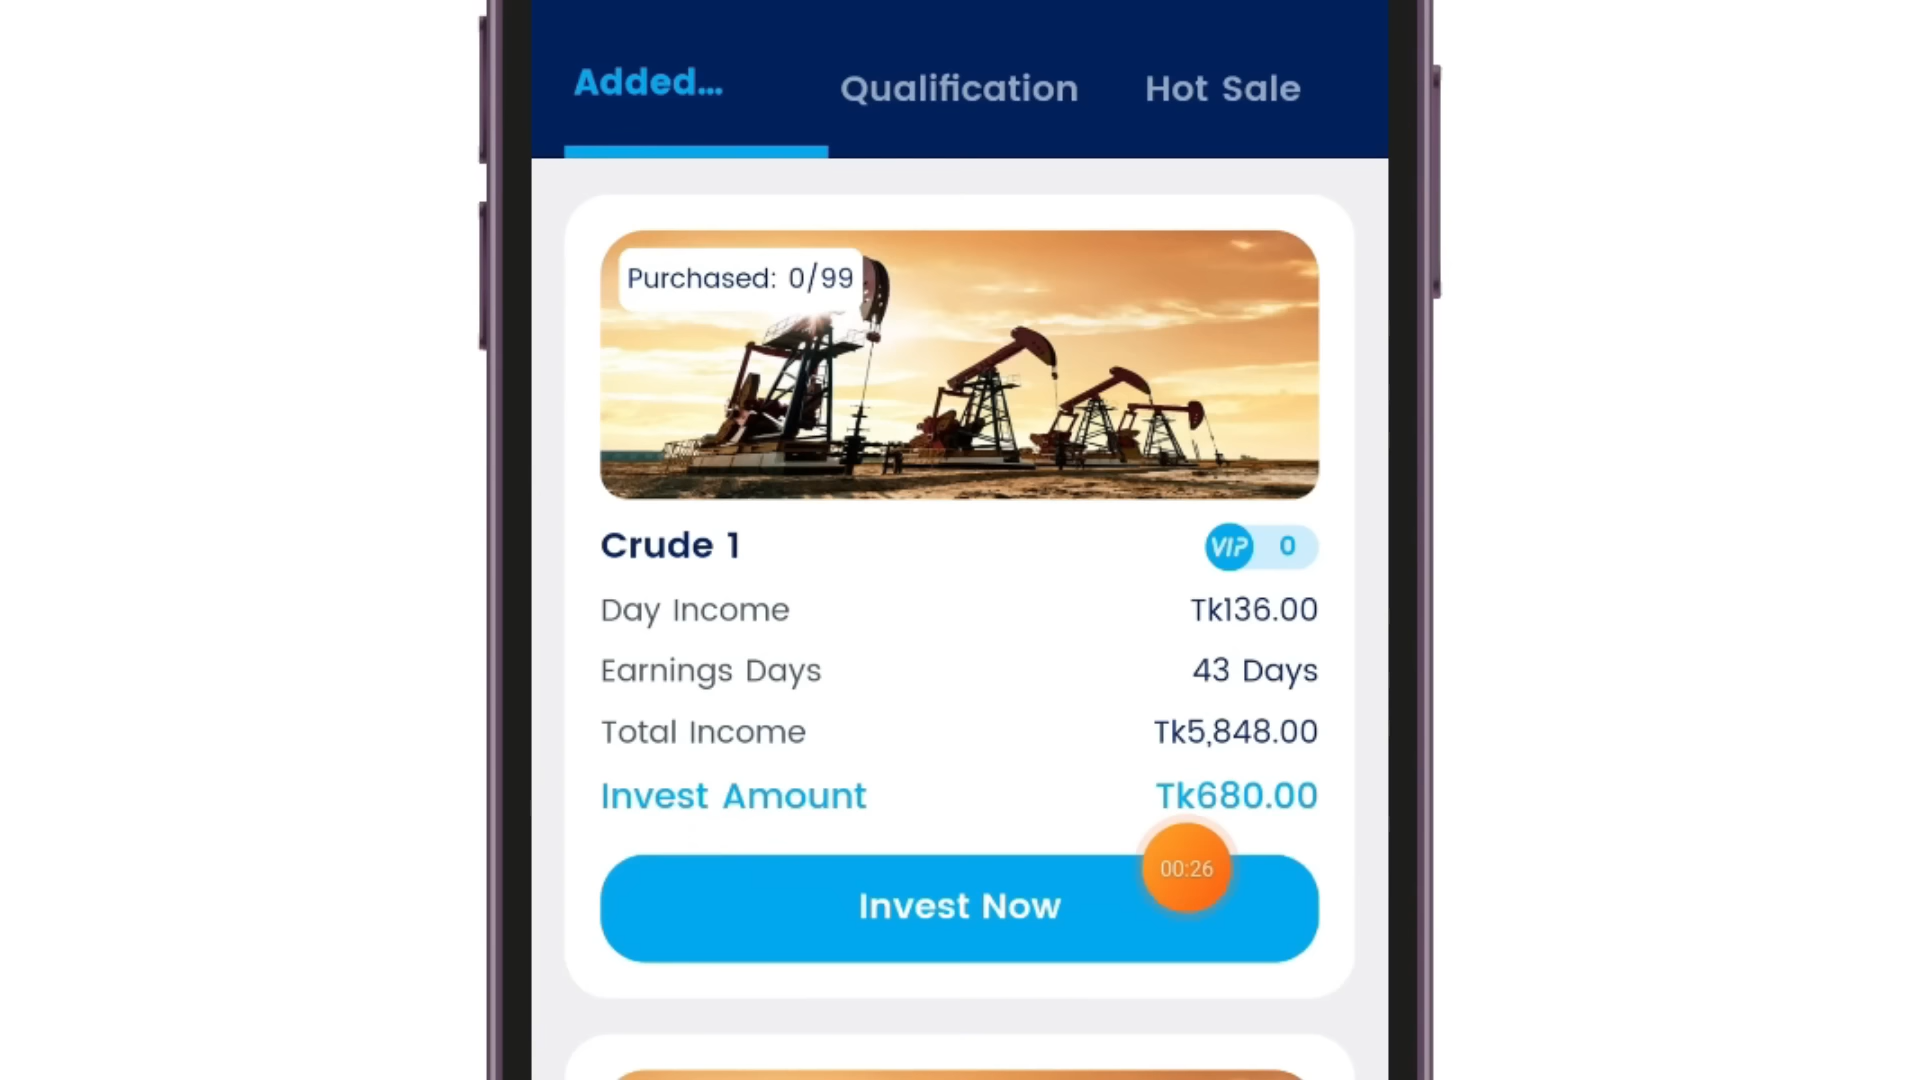 Added...
Qualification
Hot Sale
Purchased: 0/99
Crude 1
VIP 0
Day Income Tk136.00
Earnings Days 43 Days
Total Income Tk5,848.00
Invest Amount Tk680.00
00:26
Invest Now